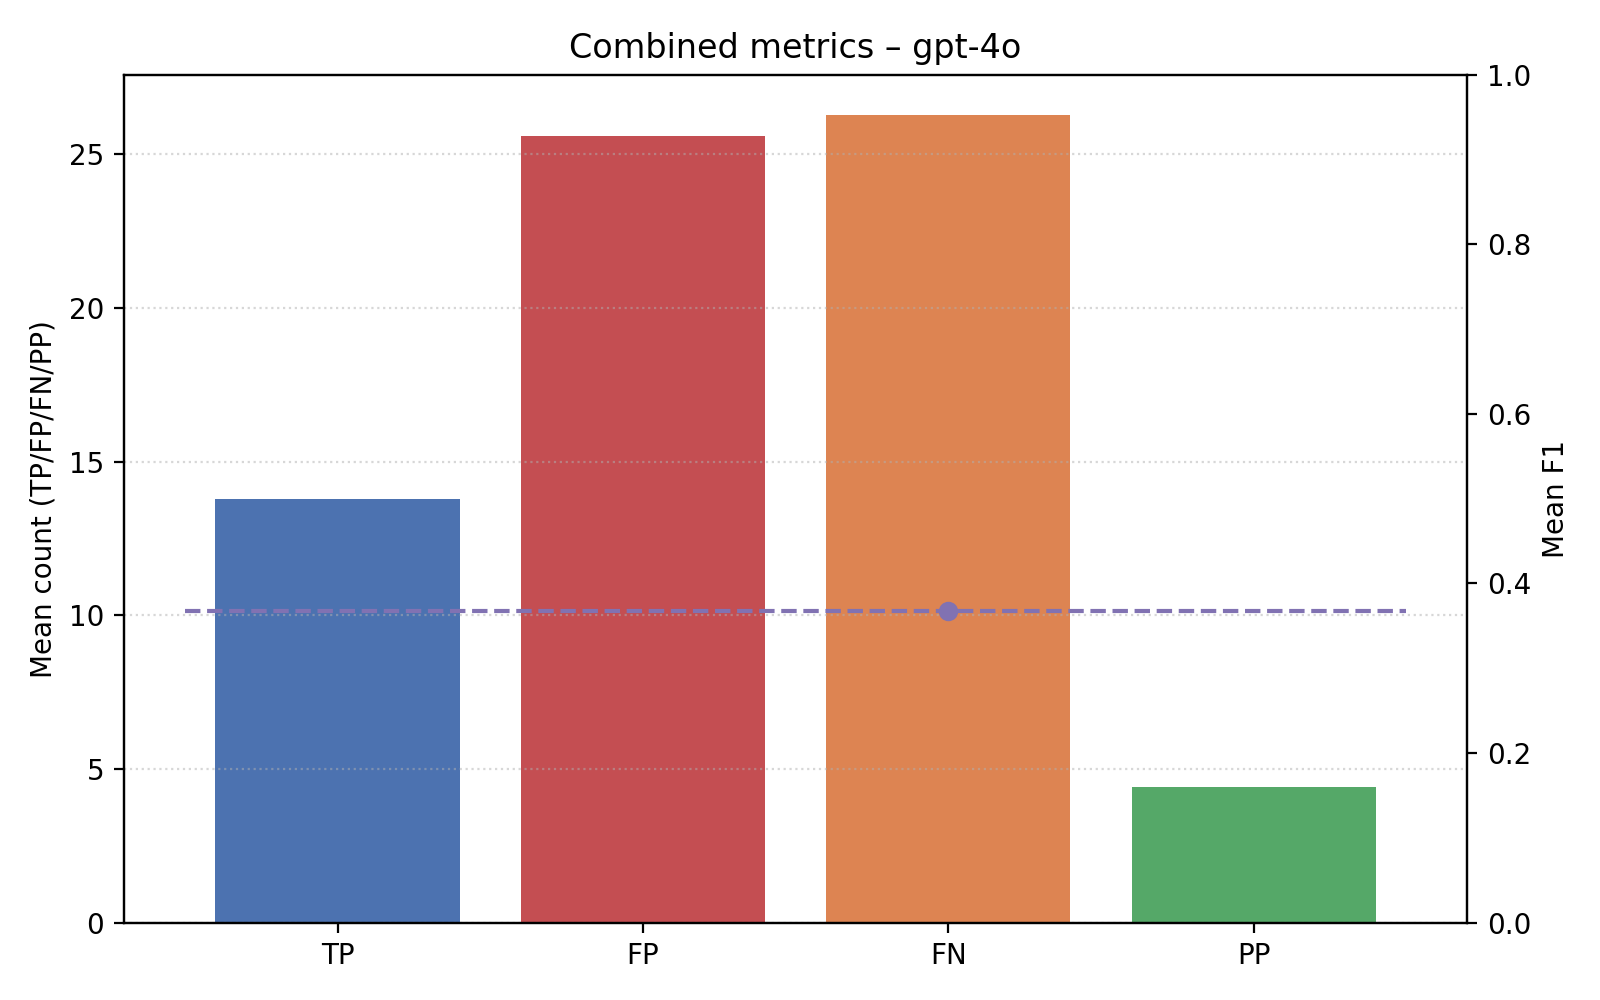 Combined metrics – gpt-4o
Mean count (TP/FP/FN/PP)
25
20
15
10
5
0
1.0
0.8
0.6
0.4
0.2
0.0
Mean F1
TP
FP
FN
PP